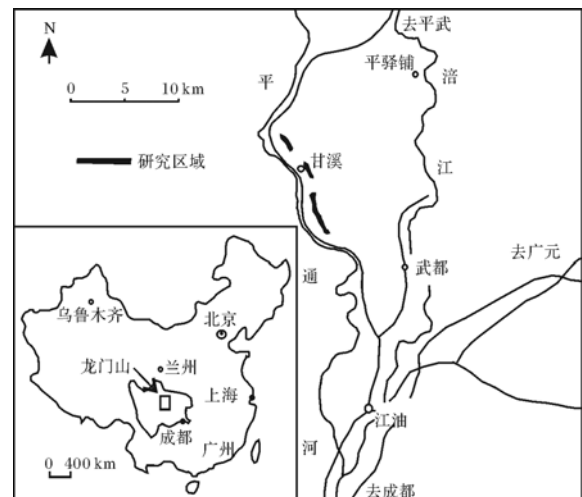 N
0 5 10 km
研究区域
去平武
平驿铺
涪
江
平
通
河
甘溪
武都
去广元
江油
去成都
乌鲁木齐
北京
龙门山
兰州
上海
成都
广州
0 400 km